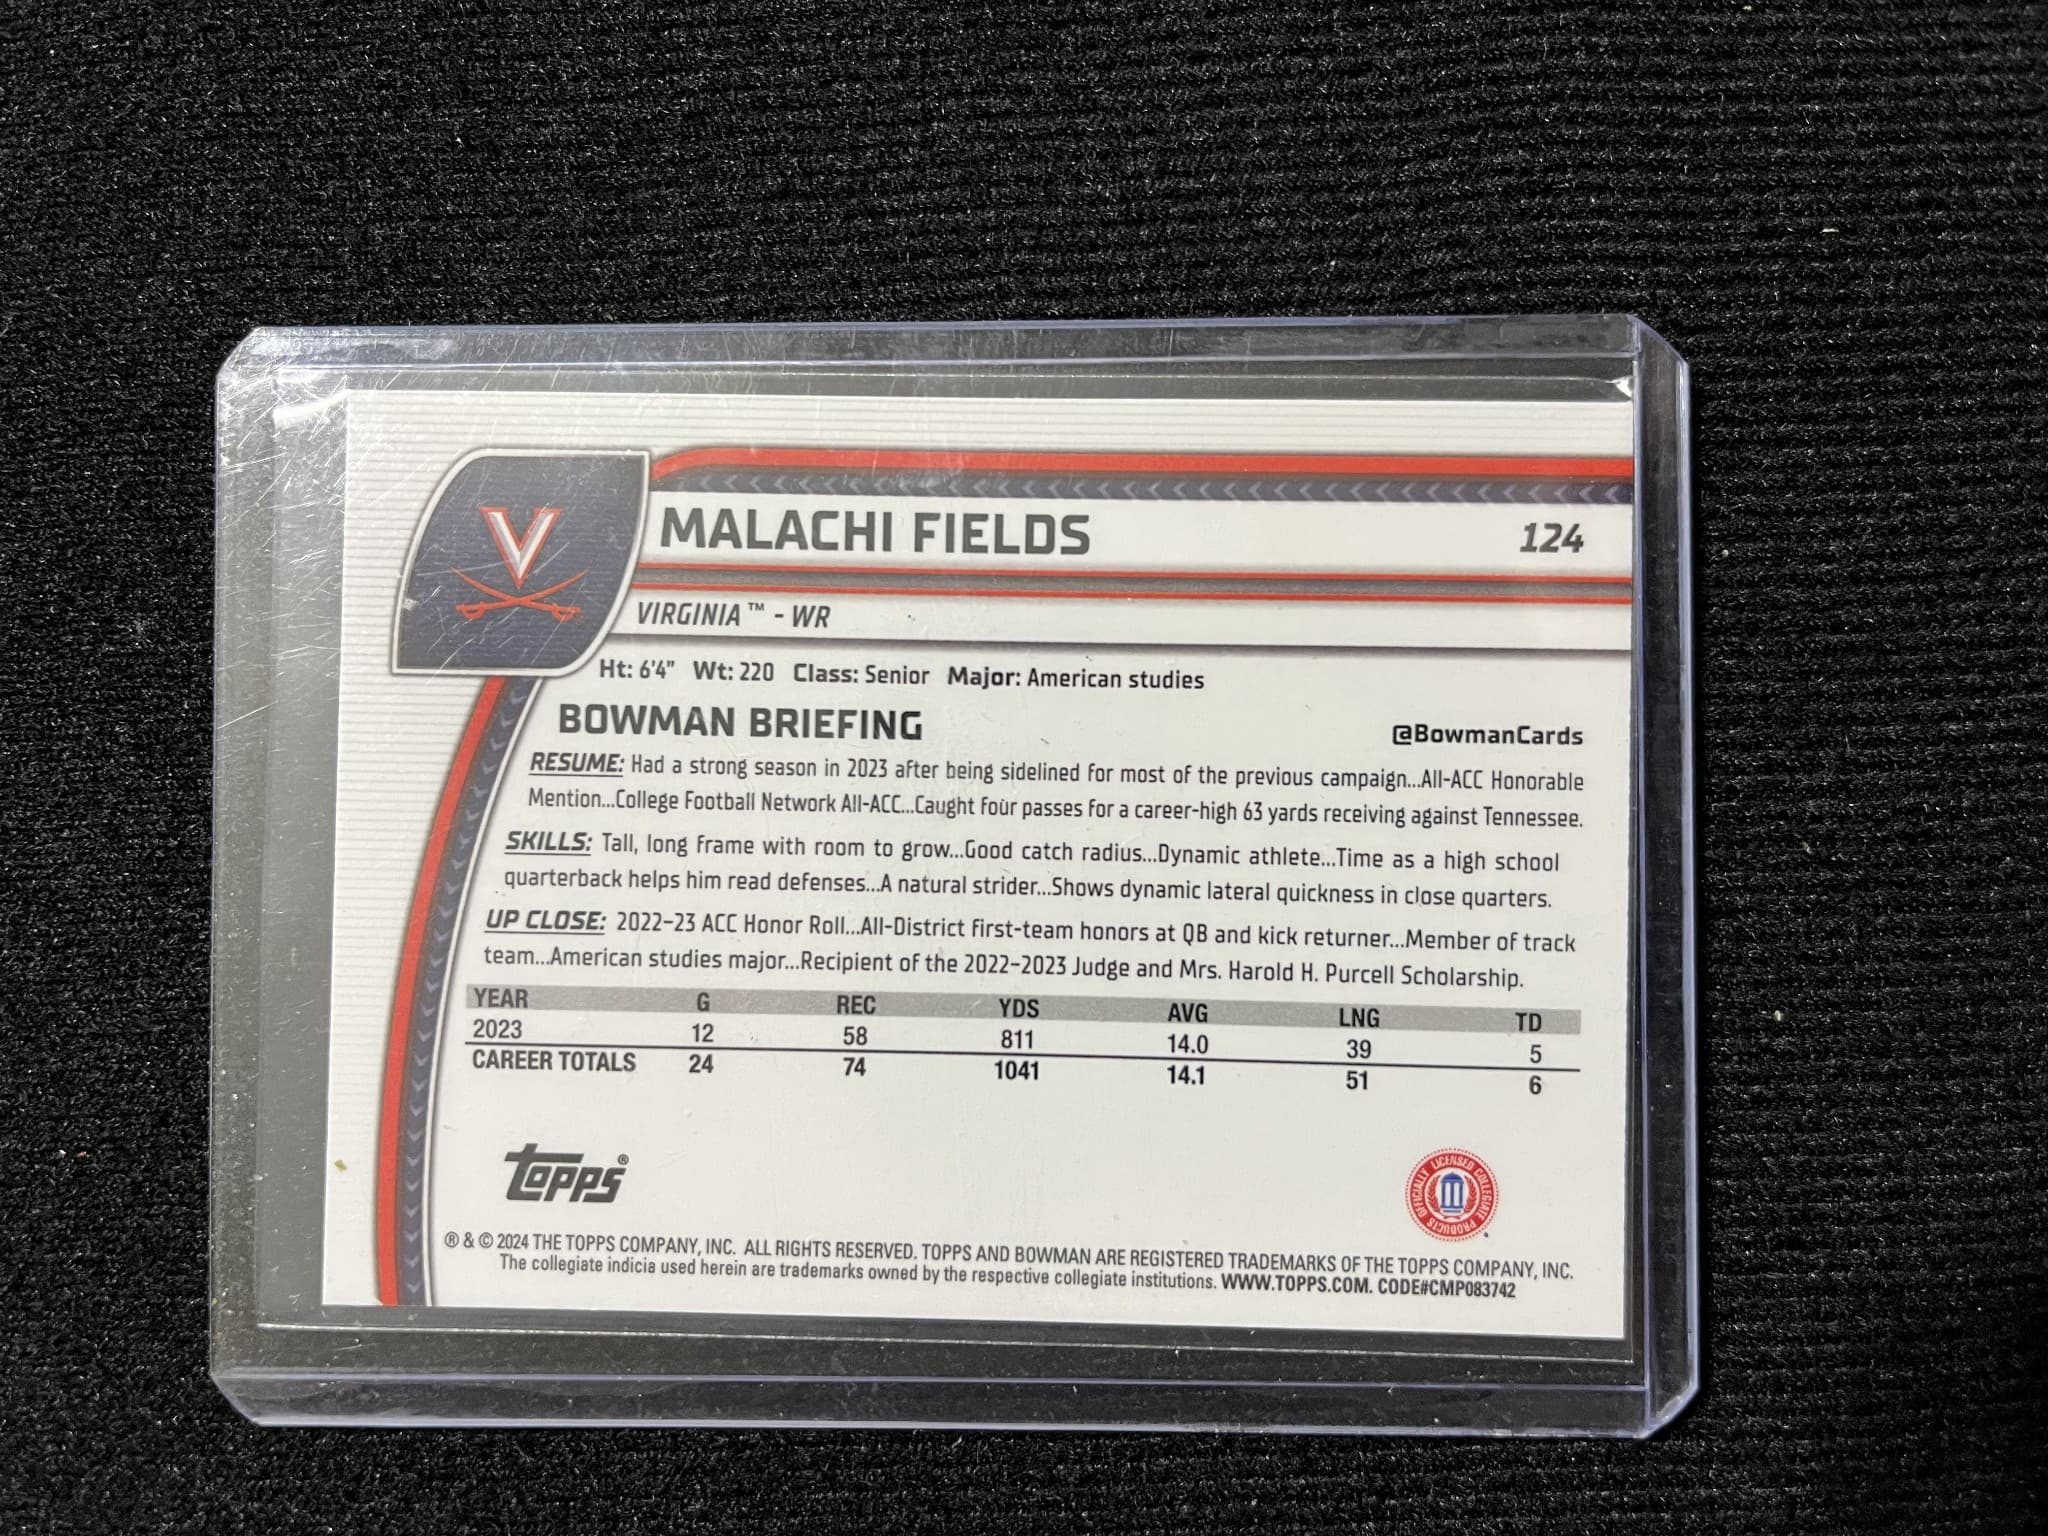 MALACHI FIELDS
124
VIRGINIA™ - WR
Ht: 6'4" Wt: 220 Class: Senior Major: American studies
BOWMAN BRIEFING
@BowmanCards
RESUME: Had a strong season in 2023 after being sidelined for most of the previous campaign...All-ACC Honorable
Mention...College Football Network All-ACC...Caught four passes for a career-high 63 yards receiving against Tennessee.
SKILLS: Tall, long frame with room to grow...Good catch radius...Dynamic athlete...Time as a high school
quarterback helps him read defenses...A natural strider...Shows dynamic lateral quickness in close quarters.
UP CLOSE: 2022–23 ACC Honor Roll...All-District first-team honors at QB and kick returner...Member of track
team...American studies major...Recipient of the 2022–2023 Judge and Mrs. Harold H. Purcell Scholarship.
YEAR G REC YDS AVG LNG TD
2023 12 58 811 14.0 39 5
CAREER TOTALS 24 74 1041 14.1 51 6
Topps®
OFFICIALLY LICENSED COLLEGIATE PRODUCTS
® & © 2024 THE TOPPS COMPANY, INC. ALL RIGHTS RESERVED. TOPPS AND BOWMAN ARE REGISTERED TRADEMARKS OF THE TOPPS COMPANY, INC.
The collegiate indicia used herein are trademarks owned by the respective collegiate institutions. WWW.TOPPS.COM. CODE#CMP083742